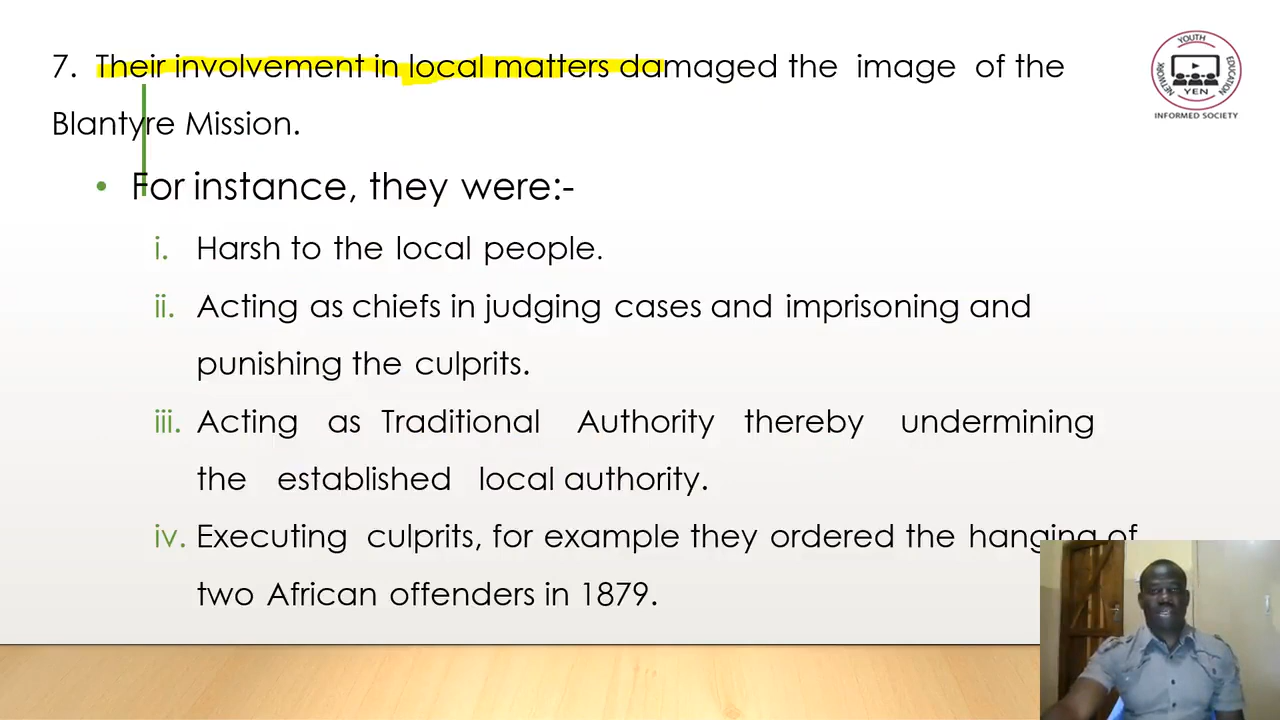 7. Their involvement in local matters damaged the image of the
Blantyre Mission.
• For instance, they were:-
i. Harsh to the local people.
ii. Acting as chiefs in judging cases and imprisoning and
punishing the culprits.
iii. Acting as Traditional Authority thereby undermining
the established local authority.
iv. Executing culprits, for example they ordered the hanging of
two African offenders in 1879.
YOUTH
EDUCATION
NETWORK
YEN
INFORMED SOCIETY